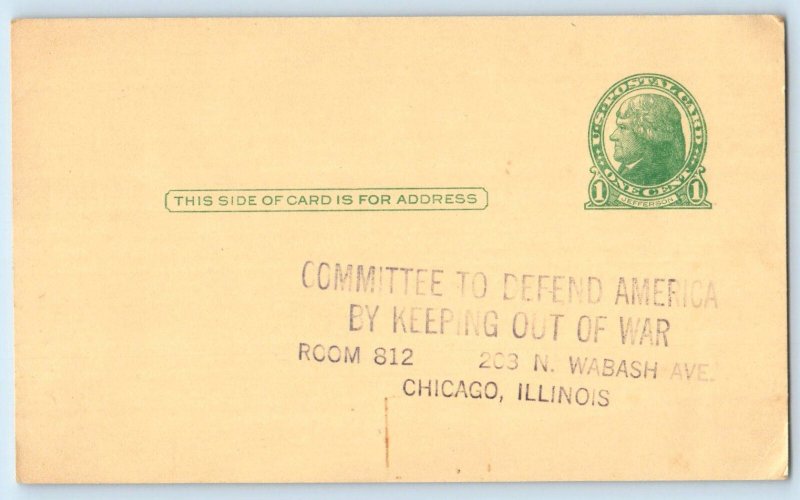 U.S. POSTAL CARD
ONE CENT
1 JEFFERSON 1
THIS SIDE OF CARD IS FOR ADDRESS
COMMITTEE TO DEFEND AMERICA
BY KEEPING OUT OF WAR
ROOM 812 203 N. WABASH AVE.
CHICAGO, ILLINOIS